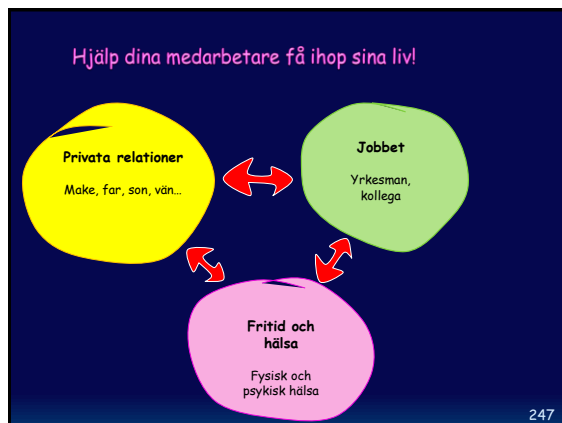 Hjälp dina medarbetare få ihop sina liv!
Privata relationer
Make, far, son, vän...
Jobbet
Yrkesman,
kollega
Fritid och
hälsa
Fysisk och
psykisk hälsa
247